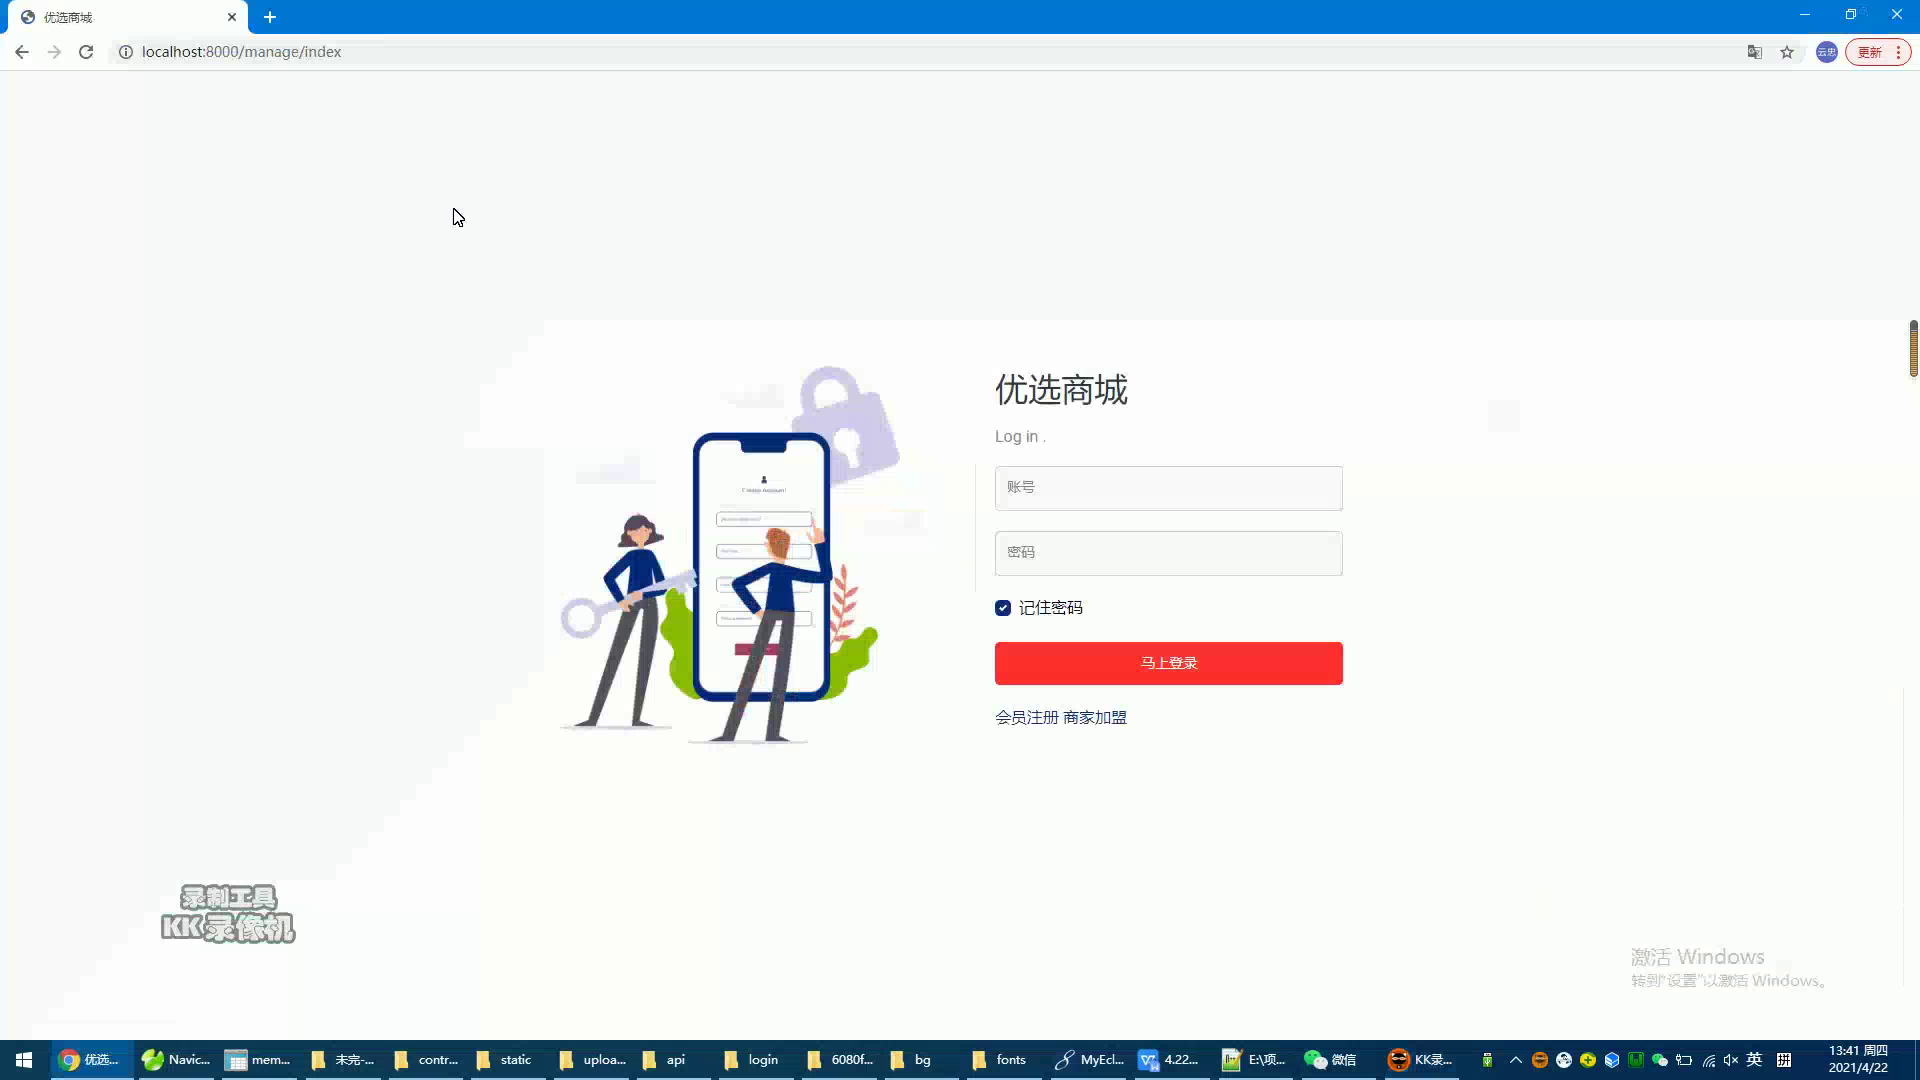 优选商城
localhost:8000/manage/index
云忠
更新
优选商城
Log in .
账号
密码
记住密码
马上登录
会员注册 商家加盟
录制工具
KK录像机
激活 Windows
转到"设置"以激活 Windows。
优选...
Navic...
mem...
未完-...
contr...
static
uploa...
api
login
6080f...
bg
fonts
MyEcl...
4.22...
E:\项...
微信
KK录...
英
拼
13:41 周四
2021/4/22